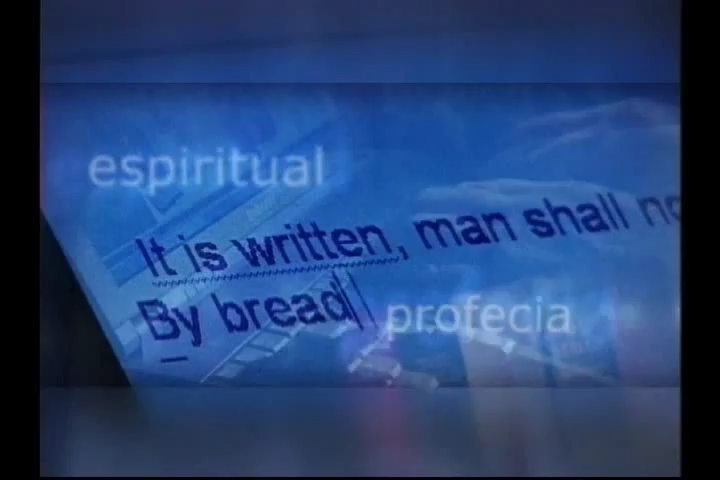 espiritual
It is written, man shall no
By bread
profecia